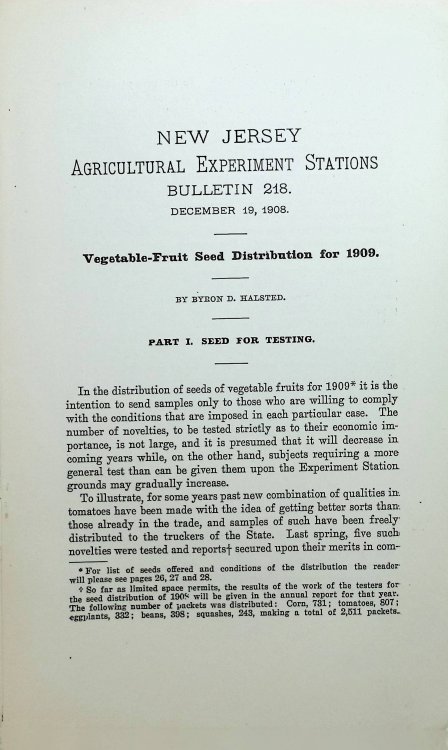 NEW JERSEY
AGRICULTURAL EXPERIMENT STATIONS
BULLETIN 218.
DECEMBER 19, 1908.
Vegetable-Fruit Seed Distribution for 1909.
BY BYRON D. HALSTED.
PART I. SEED FOR TESTING.
In the distribution of seeds of vegetable fruits for 1909* it is the
intention to send samples only to those who are willing to comply
with the conditions that are imposed in each particular case. The
number of novelties, to be tested strictly as to their economic im-
portance, is not large, and it is presumed that it will decrease in
coming years while, on the other hand, subjects requiring a more
general test than can be given them upon the Experiment Station
grounds may gradually increase.
To illustrate, for some years past new combination of qualities in
tomatoes have been made with the idea of getting better sorts than
those already in the trade, and samples of such have been freely
distributed to the truckers of the State. Last spring, five such
novelties were tested and reports† secured upon their merits in com-
* For list of seeds offered and conditions of the distribution the reader
will please see pages 26, 27 and 28.
† So far as limited space permits, the results of the work of the testers for
the seed distribution of 1908 will be given in the annual report for that year.
The following number of packets was distributed: Corn, 731; tomatoes, 807;
eggplants, 332; beans, 398; squashes, 243, making a total of 2,511 packets.